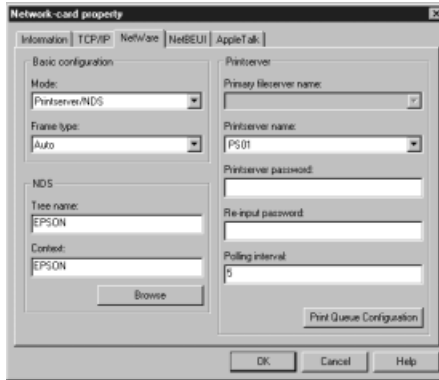 Network-card property
Information TCP/IP NetWare NetBEUI AppleTalk
Basic configuration
Mode:
Printserver/NDS
Frame type:
Auto
NDS
Tree name:
EPSON
Context:
EPSON
Browse
Printserver
Primary fileserver name:
Printserver name:
PS01
Printserver password:
Re-input password:
Polling interval:
5
Print Queue Configuration
OK Cancel Help